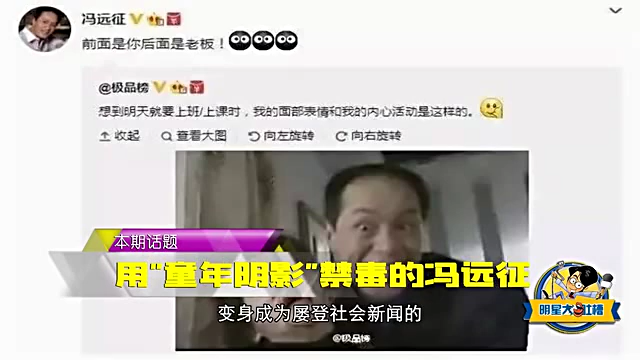 冯远征
前面是你后面是老板！
@极品榜
想到明天就要上班/上课时，我的面部表情和我的内心活动是这样的。
收起 查看大图 向左旋转 向右旋转
本期话题
用“童年阴影”禁毒的冯远征
明星大吐槽
变身成为屡登社会新闻的
@极品榜